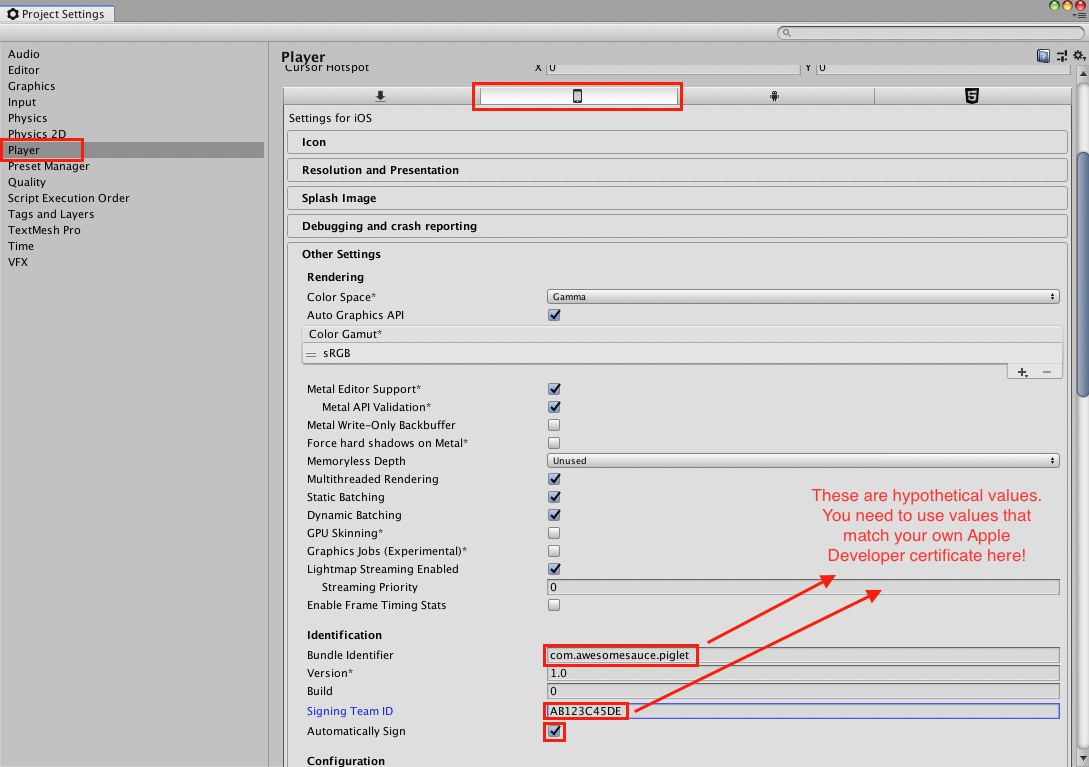 Project Settings
Audio
Editor
Graphics
Input
Physics
Physics 2D
Player
Preset Manager
Quality
Script Execution Order
Tags and Layers
TextMesh Pro
Time
VFX
Player
Cursor Hotspot X 0 Y 0
Settings for iOS
Icon
Resolution and Presentation
Splash Image
Debugging and crash reporting
Other Settings
Rendering
Color Space* Gamma
Auto Graphics API
Color Gamut*
sRGB
Metal Editor Support*
Metal API Validation*
Metal Write-Only Backbuffer
Force hard shadows on Metal*
Memoryless Depth Unused
Multithreaded Rendering
Static Batching
Dynamic Batching
GPU Skinning*
Graphics Jobs (Experimental)*
Lightmap Streaming Enabled
Streaming Priority 0
Enable Frame Timing Stats
These are hypothetical values.
You need to use values that
match your own Apple
Developer certificate here!
Identification
Bundle Identifier com.awesomesauce.piglet
Version* 1.0
Build 0
Signing Team ID AB123C45DE
Automatically Sign
Configuration